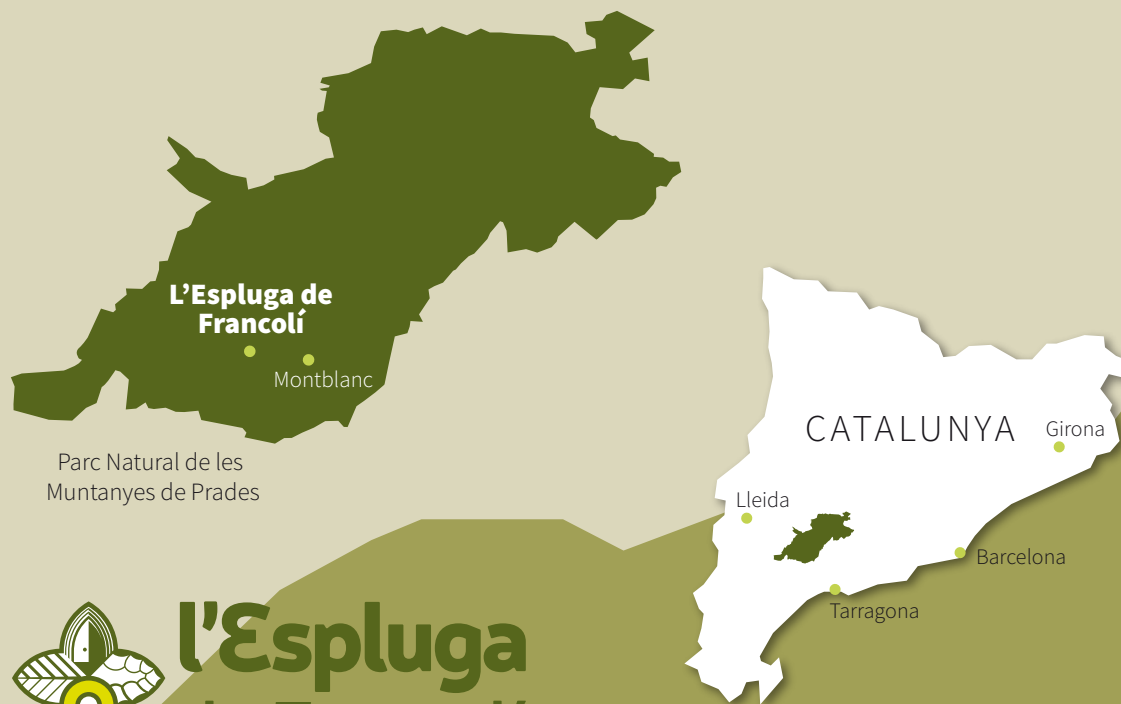 L’Espluga de
Francolí
Montblanc
Parc Natural de les
Muntanyes de Prades
CATALUNYA
Girona
Lleida
Barcelona
Tarragona
l’Espluga